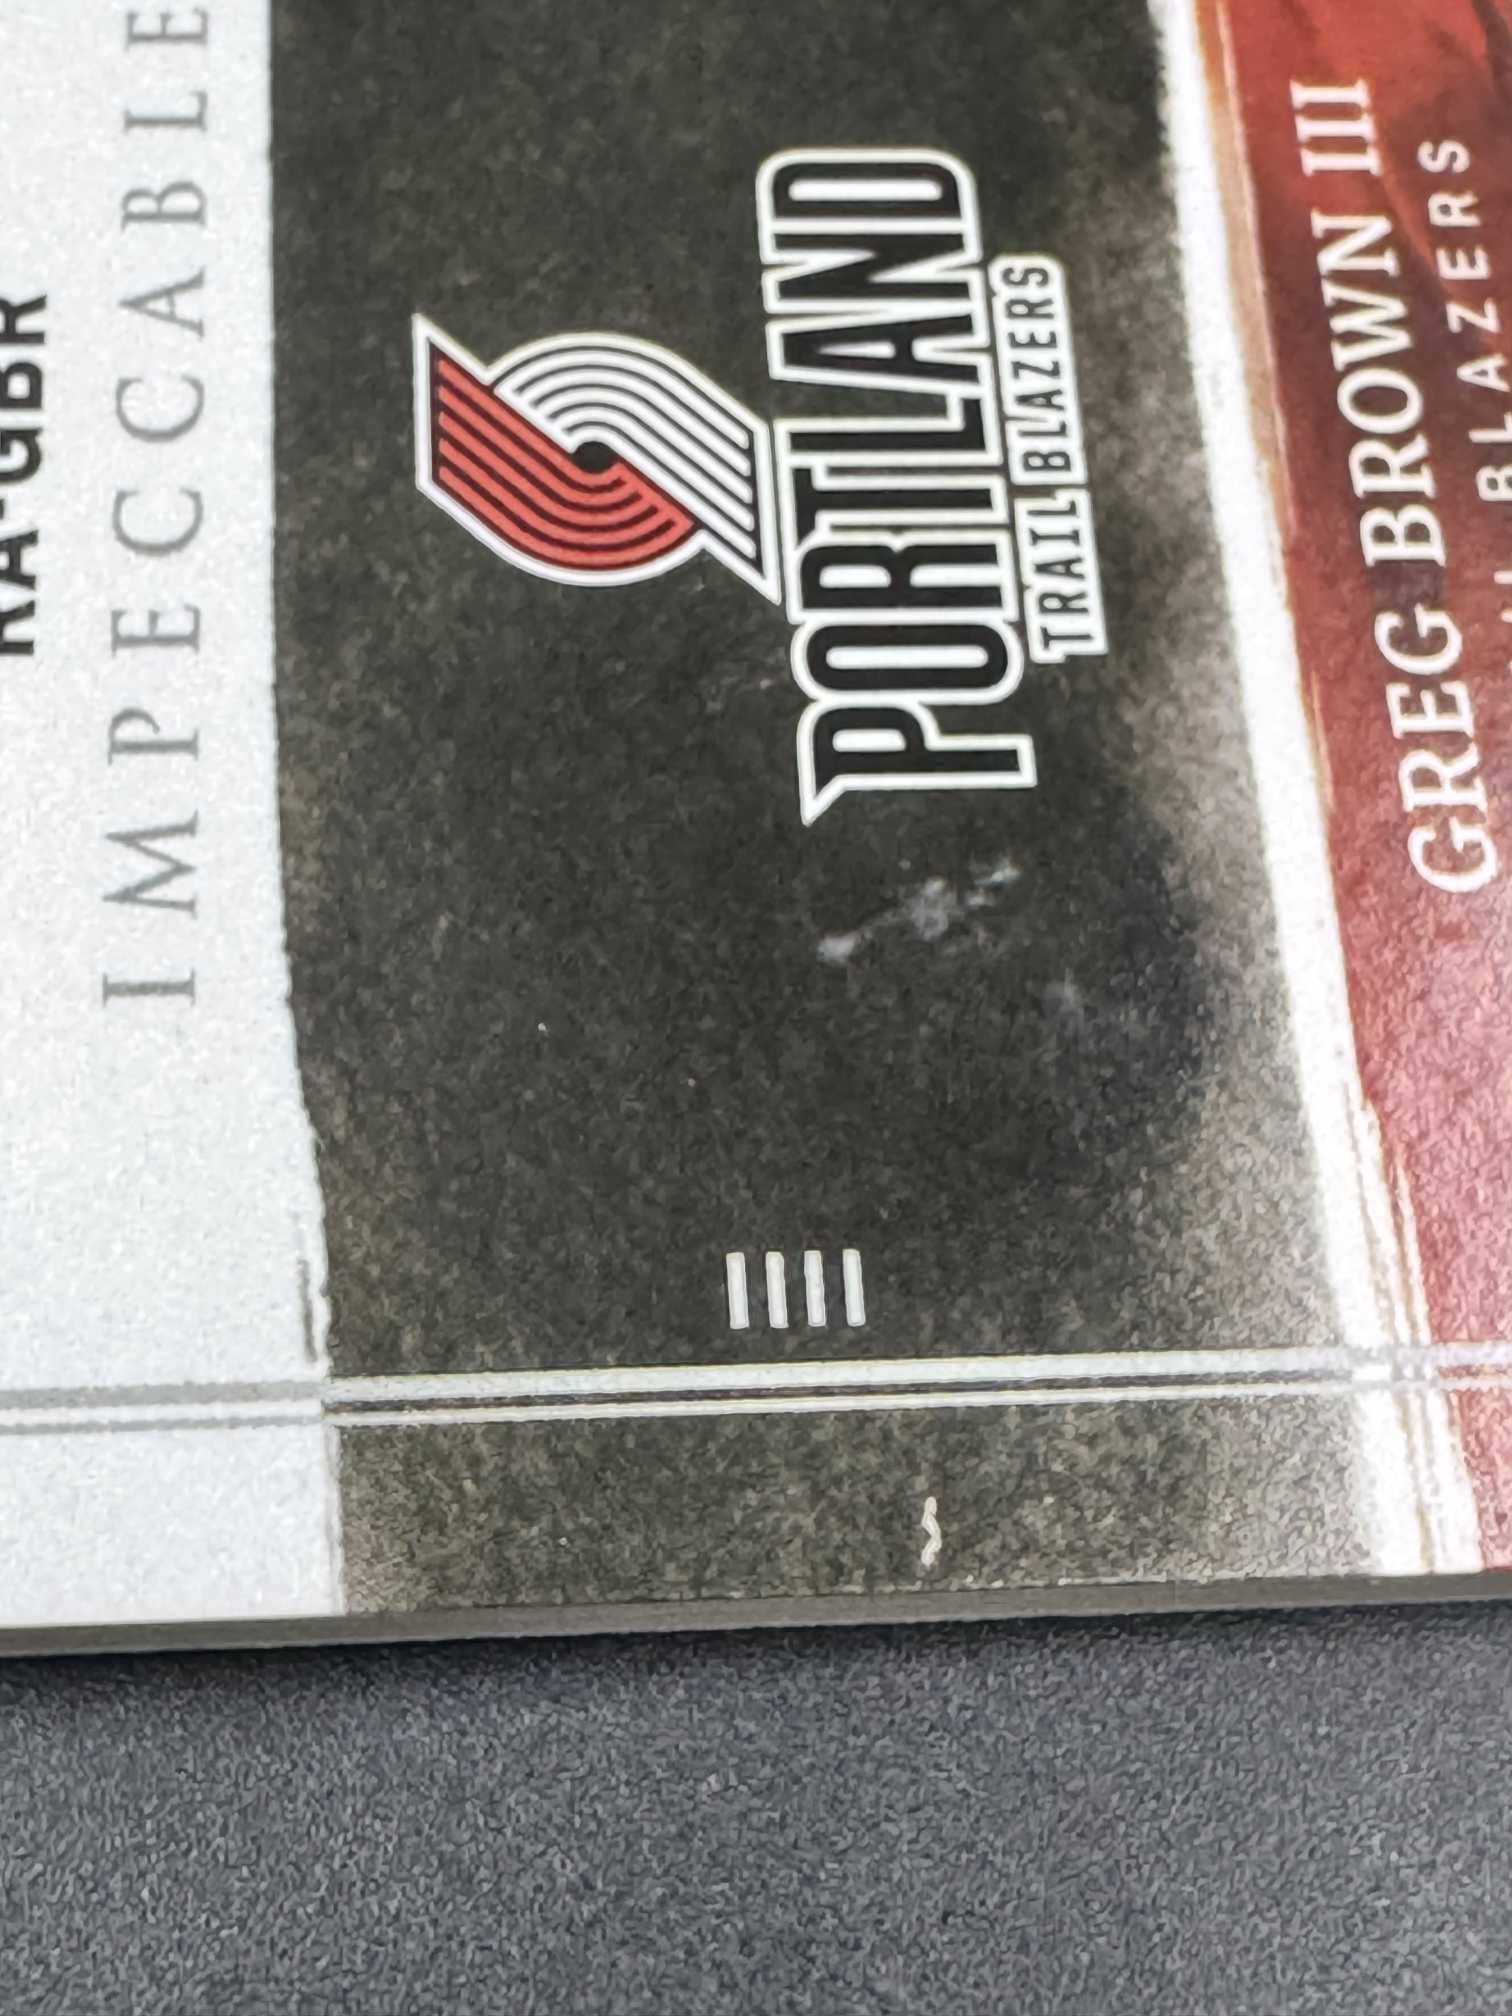 RA-GBR
IMPECCABLE
PORTLAND
TRAIL BLAZERS
GREG BROWN III
BLAZERS